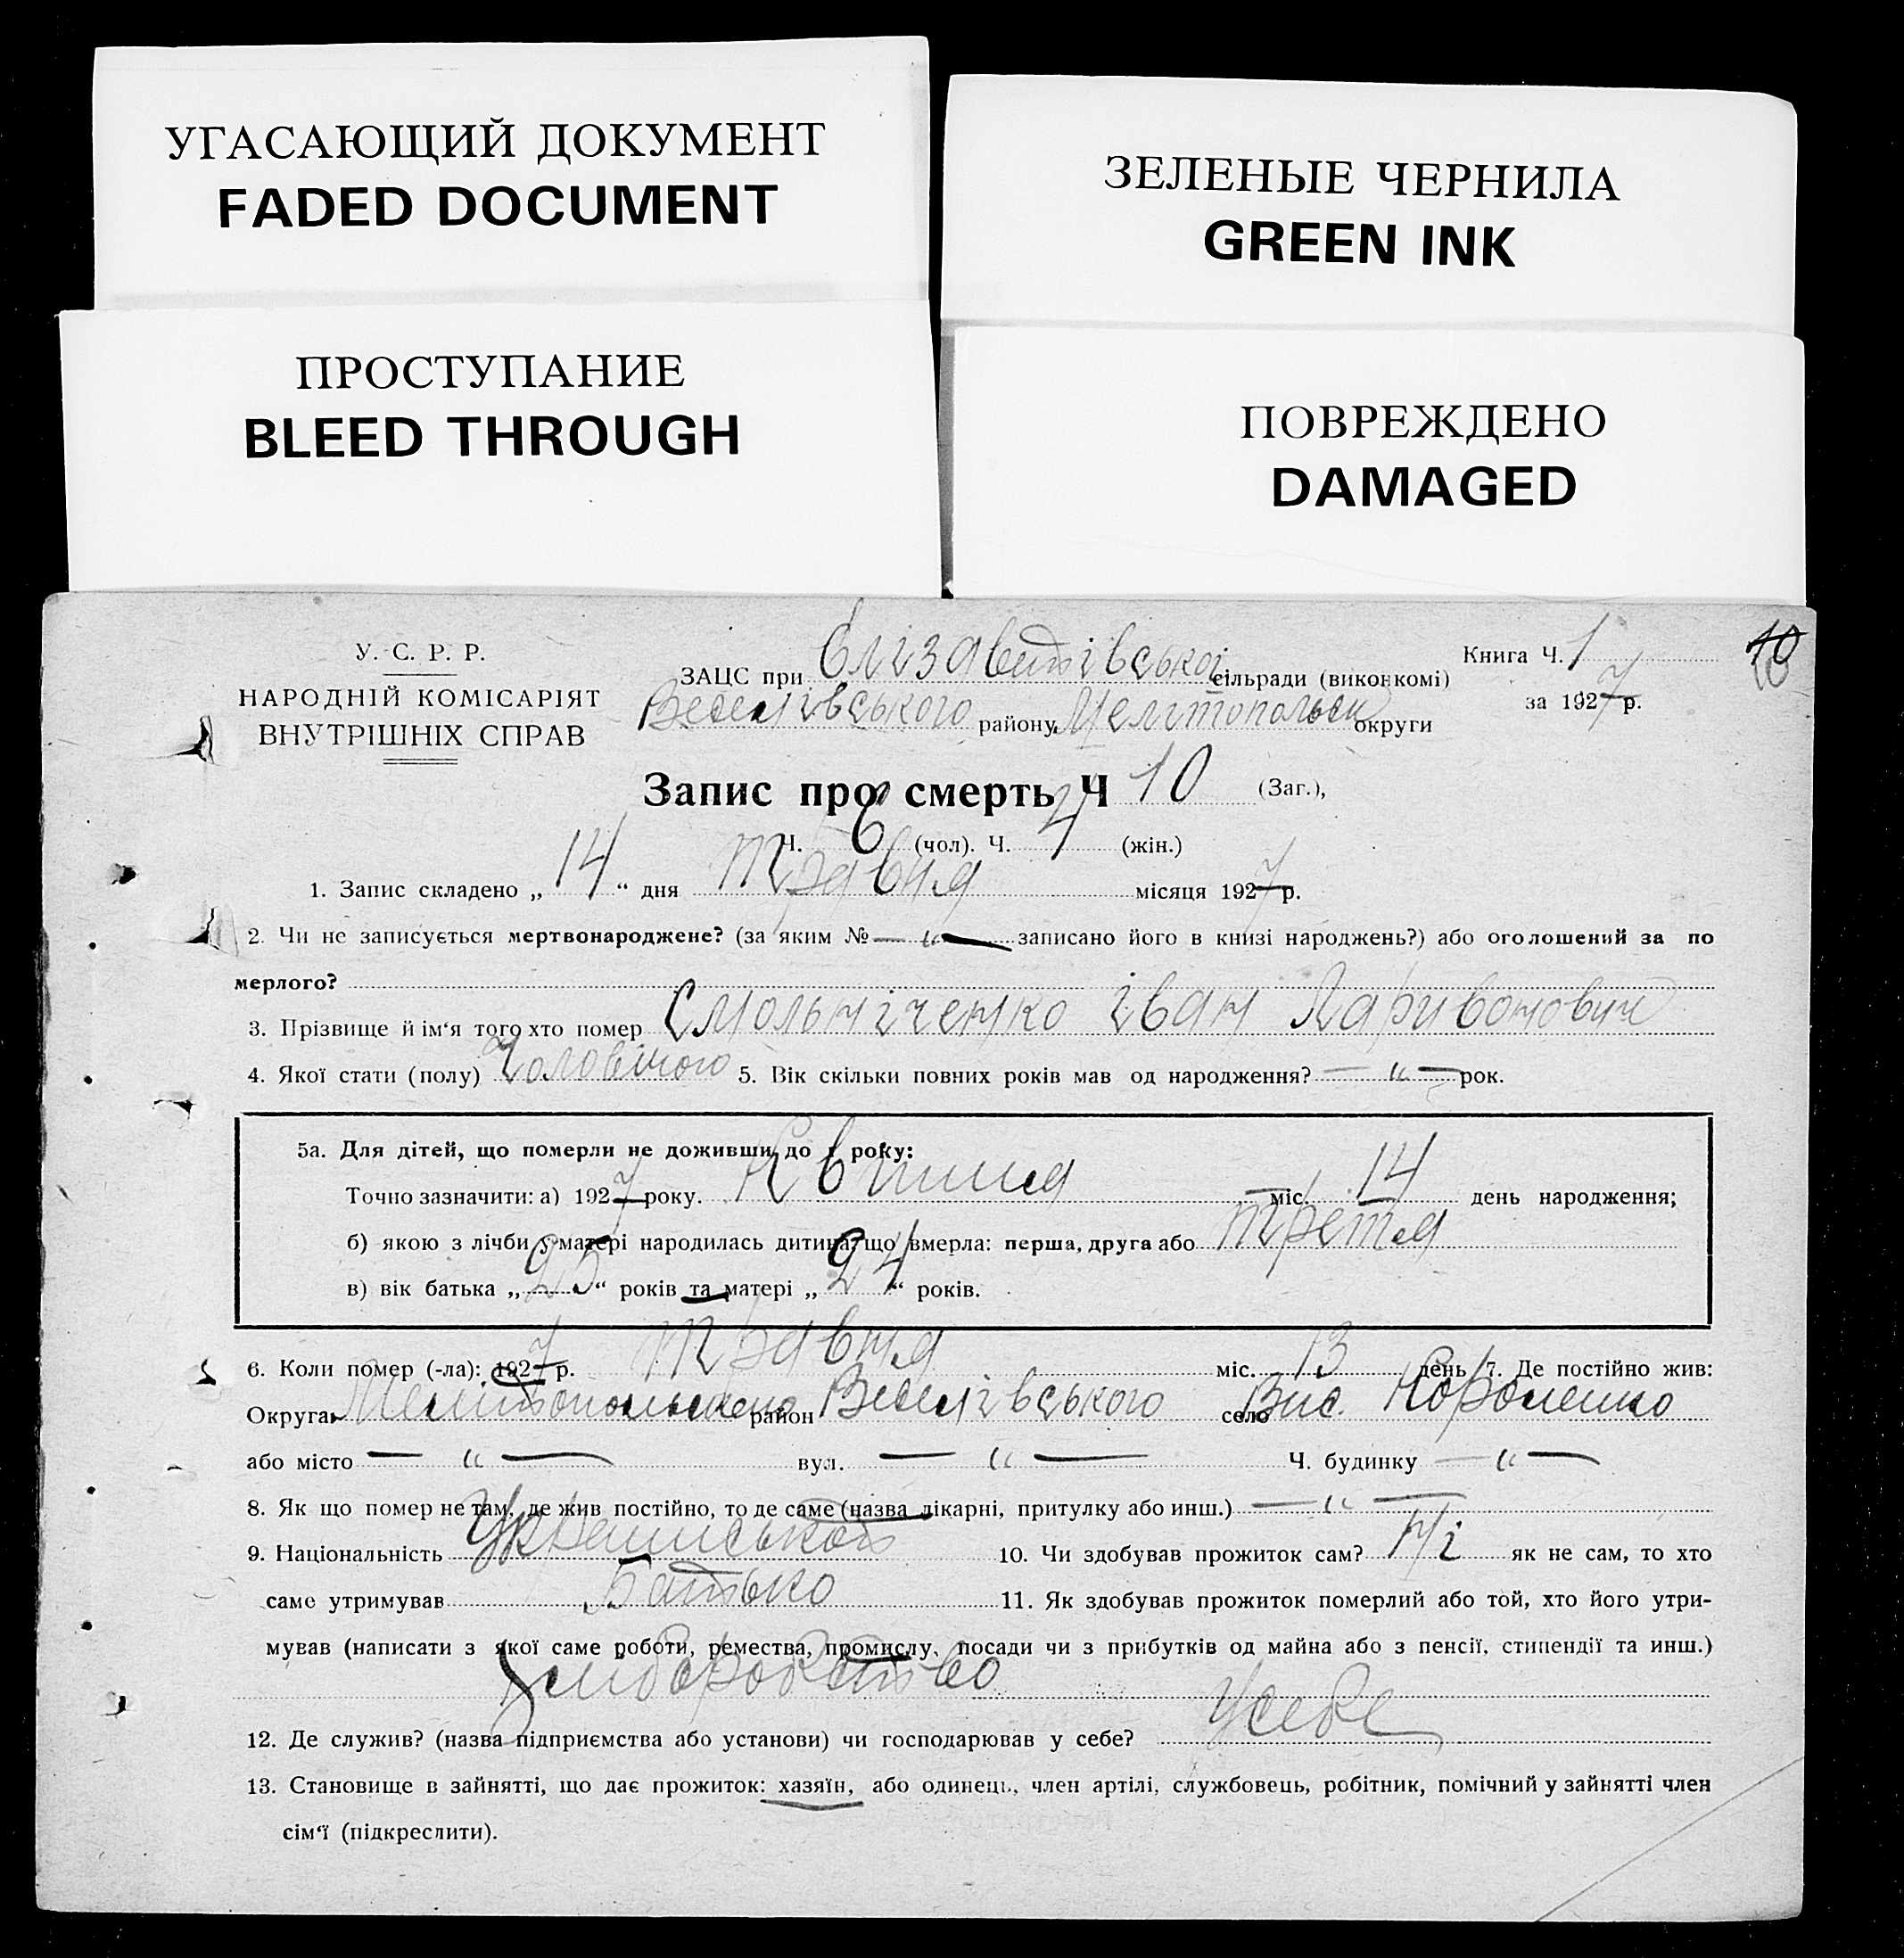 УГАСАЮЩИЙ ДОКУМЕНТ
FADED DOCUMENT
ЗЕЛЕНЫЕ ЧЕРНИЛА
GREEN INK
ПРОСТУПАНИЕ
BLEED THROUGH
ПОВРЕЖДЕНО
DAMAGED
У. С. Р. Р.
НАРОДНІЙ КОМІСАРІЯТ
ВНУТРІШНІХ СПРАВ
ЗАЦС при Єлізаветівської сільради (виконкомі)
Веселівського району Мелітопольськ округи
Книга Ч. 1
10
за 1927 р.
Запис про смерть Ч 10 (Заг.),
Ч. 6 (чол). Ч. 4 (жін.)
1. Запис складено „ 14 “ дня Травня місяця 1927 р.
2. Чи не записується мертвонароджене? (за яким № — „ — записано його в книзі народжень?) або оголошений за по
мерлого?
3. Прізвище й ім‘я того хто помер Смольніченко Іван Ларивонович
4. Якої стати (полу) Чоловічого 5. Вік скільки повних років мав од народження? — „ — рок.
5а. Для дітей, що померли не доживши до 1 року:
Точно зазначити: а) 1927 року. Квітня міс. 14 день народження;
б) якою з лічби у матері народилась дитина, що вмерла: перша, друга або третя
в) вік батька „ 25 “ років та матері „ 24 “ років.
6. Коли помер (-ла): 1927 р. Травня міс. 13 день 7. Де постійно жив:
Округа Мелітопольського район Веселівського село Вис. Короленко
або місто — „ — вул. — „ — Ч. будинку — „ —
8. Як що помер не там, де жив постійно, то де саме (назва лікарні, притулку або инш.) — „ —
9. Національність Українського 10. Чи здобував прожиток сам? Ні як не сам, то хто
саме утримував Батько 11. Як здобував прожиток померлий або той, хто його утри-
мував (написати з якої саме роботи, ремества, промислу, посади чи з прибутків од майна або з пенсії, стипендії та инш.)
Хліборобство
12. Де служив? (назва підприємства або установи) чи господарював у себе? У себе
13. Становище в зайнятті, що дає прожиток: хазяїн, або одинець, член артілі, службовець, робітник, помічний у зайнятті член
сім‘ї (підкреслити).